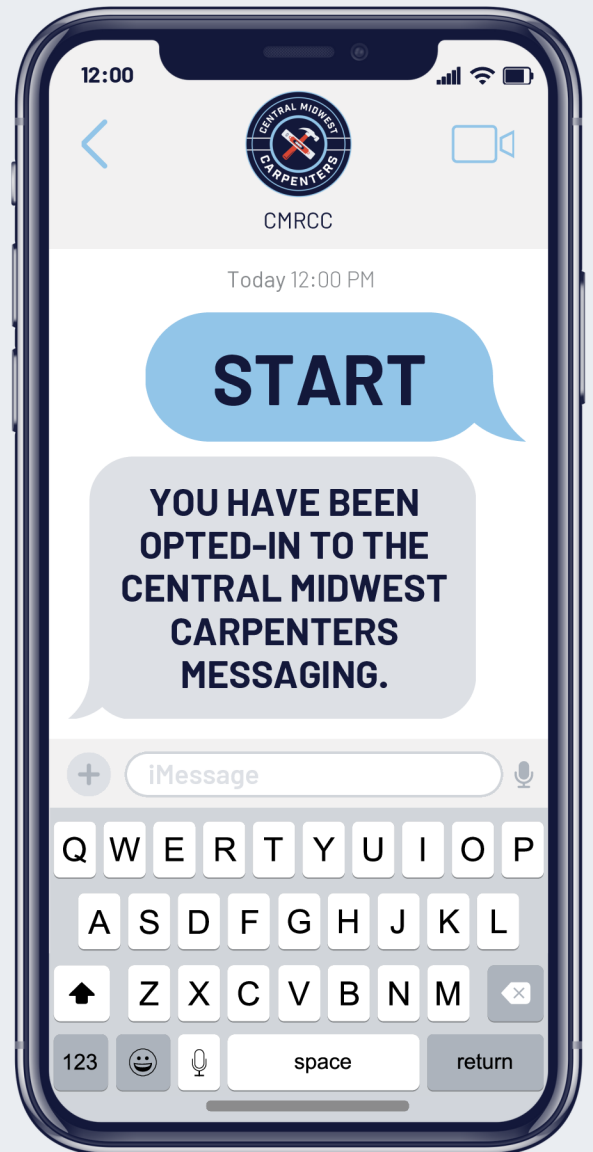 12:00
CENTRAL MIDWEST
CARPENTERS
CMRCC
Today 12:00 PM
START
YOU HAVE BEEN
OPTED-IN TO THE
CENTRAL MIDWEST
CARPENTERS
MESSAGING.
iMessage
Q W E R T Y U I O P
A S D F G H J K L
Z X C V B N M
123 space return